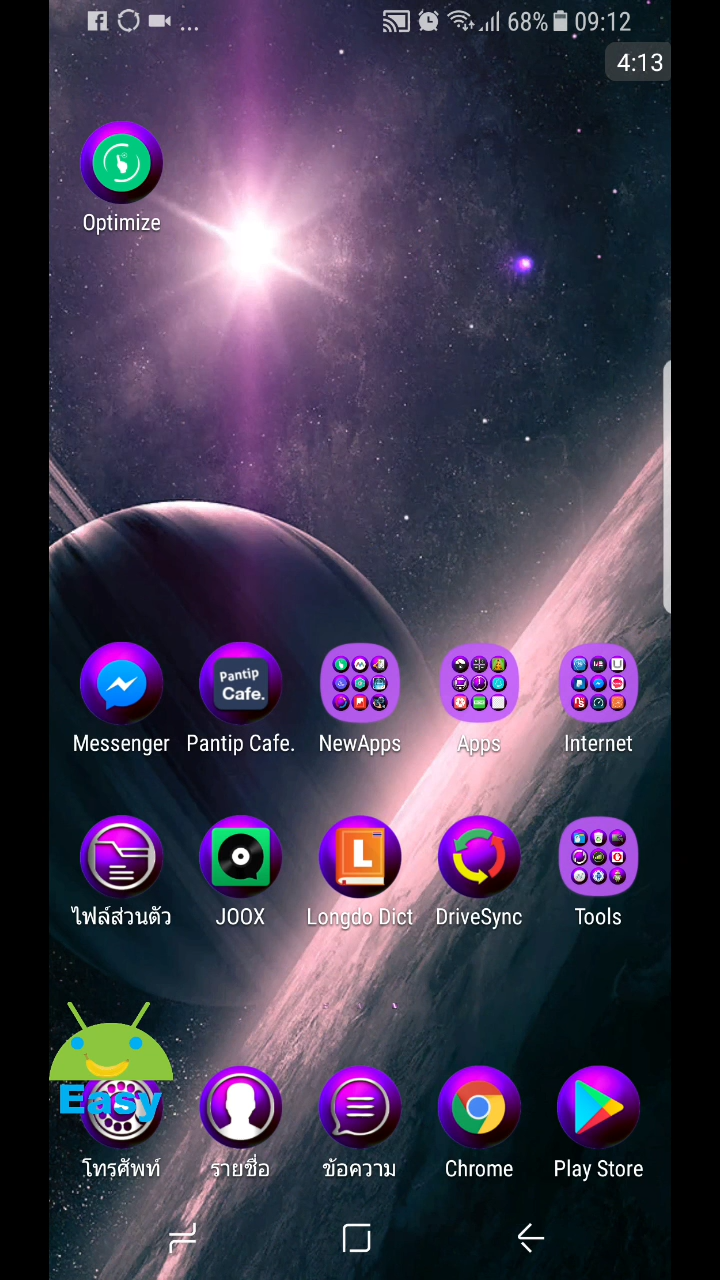 ... 68% 09:12
4:13
Optimize
Messenger Pantip Cafe. NewApps Apps Internet
Pantip
Cafe.
ไฟล์ส่วนตัว JOOX Longdo Dict DriveSync Tools
L
Easy
โทรศัพท์ รายชื่อ ข้อความ Chrome Play Store